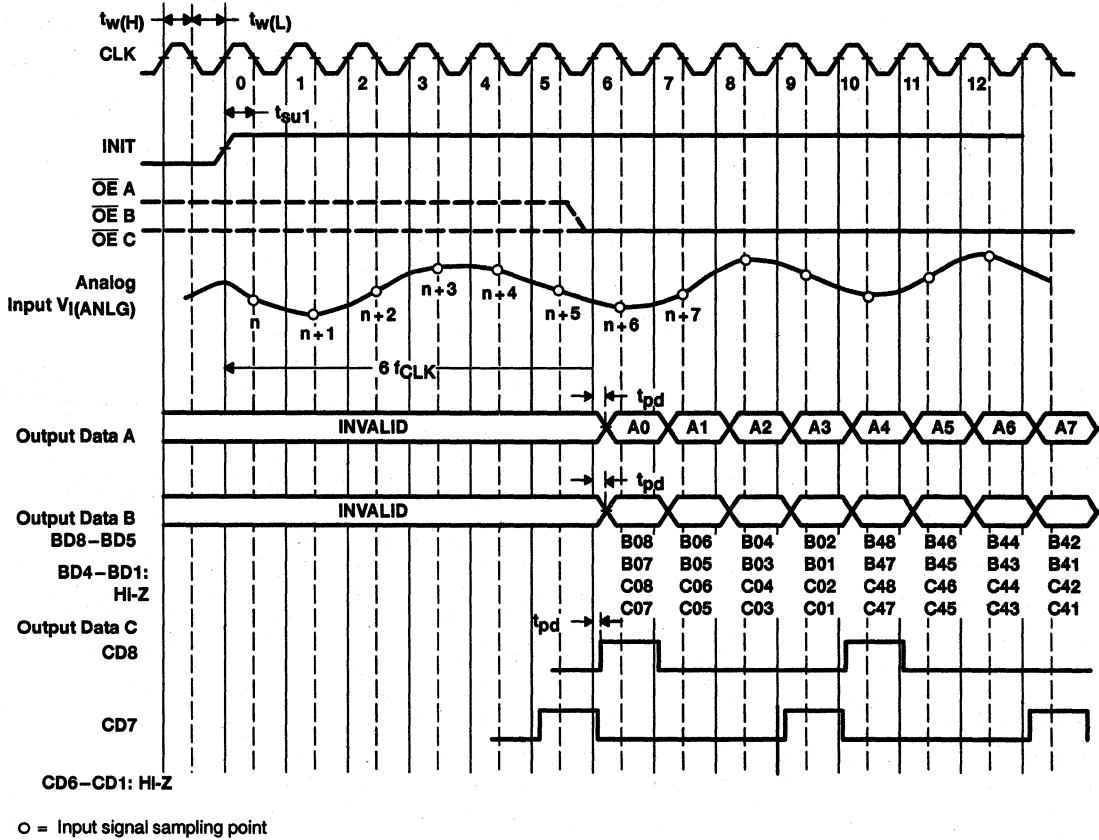 tw(H)
tw(L)
CLK
0 1 2 3 4 5 6 7 8 9 10 11 12
tsu1
INIT
OE A
OE B
OE C
Analog
Input VI(ANLG)
n n+1 n+2 n+3 n+4 n+5 n+6 n+7
6 fCLK
tpd
Output Data A
INVALID A0 A1 A2 A3 A4 A5 A6 A7
tpd
Output Data B
INVALID
BD8–BD5
BD4–BD1:
Hi-Z
B08 B06 B04 B02 B48 B46 B44 B42
B07 B05 B03 B01 B47 B45 B43 B41
C08 C06 C04 C02 C48 C46 C44 C42
C07 C05 C03 C01 C47 C45 C43 C41
Output Data C
tpd
CD8
CD7
CD6–CD1: Hi-Z
O = Input signal sampling point